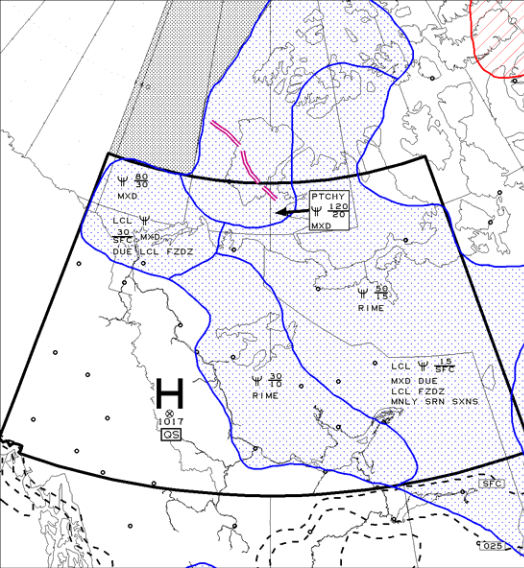 80
30
MXD
LCL
30
SFC
MXD
DUE LCL FZDZ
PTCHY
120
20
MXD
50
15
RIME
30
10
RIME
LCL
15
SFC
MXD DUE
LCL FZDZ
MNLY SRN SXNS
H
1017
QS
SFC
025